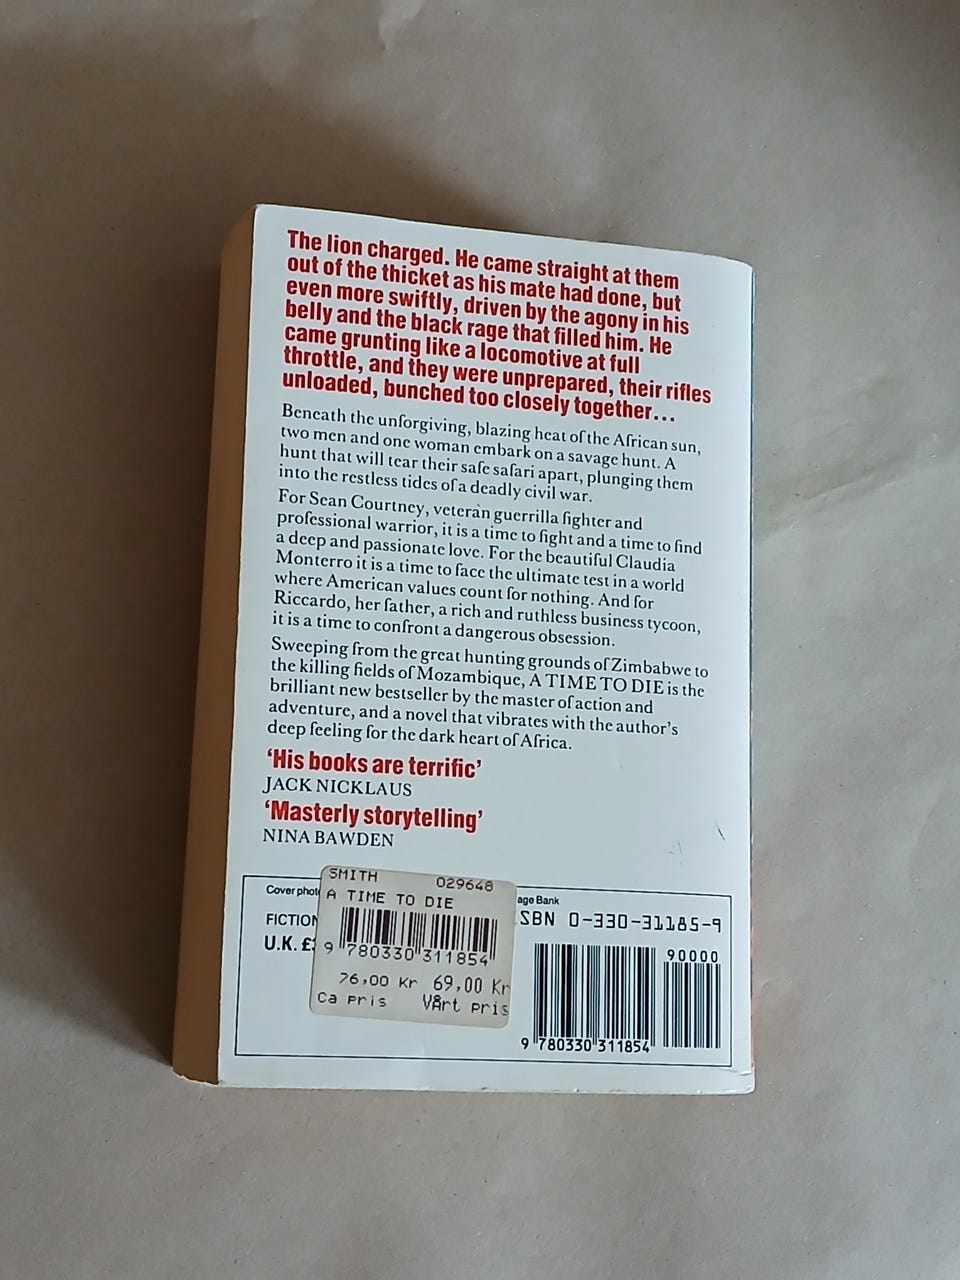 The lion charged. He came straight at them
out of the thicket as his mate had done, but
even more swiftly, driven by the agony in his
belly and the black rage that filled him. He
came grunting like a locomotive at full
throttle, and they were unprepared, their rifles
unloaded, bunched too closely together...
Beneath the unforgiving, blazing heat of the African sun,
two men and one woman embark on a savage hunt. A
hunt that will tear their safe safari apart, plunging them
into the restless tides of a deadly civil war.
For Sean Courtney, veteran guerrilla fighter and
professional warrior, it is a time to fight and a time to find
a deep and passionate love. For the beautiful Claudia
Monterro it is a time to face the ultimate test in a world
where American values count for nothing. And for
Riccardo, her father, a rich and ruthless business tycoon,
it is a time to confront a dangerous obsession.
Sweeping from the great hunting grounds of Zimbabwe to
the killing fields of Mozambique, A TIME TO DIE is the
brilliant new bestseller by the master of action and
adventure, and a novel that vibrates with the author's
deep feeling for the dark heart of Africa.
'His books are terrific'
JACK NICKLAUS
'Masterly storytelling'
NINA BAWDEN
Cover photo
age Bank
FICTION
U.K. £
SMITH 029648
A TIME TO DIE
9 780330 311854
76,00 Kr 69,00 Kr
Ca pris Vårt pris
SBN 0-330-31185-9
90000
9 780330 311854